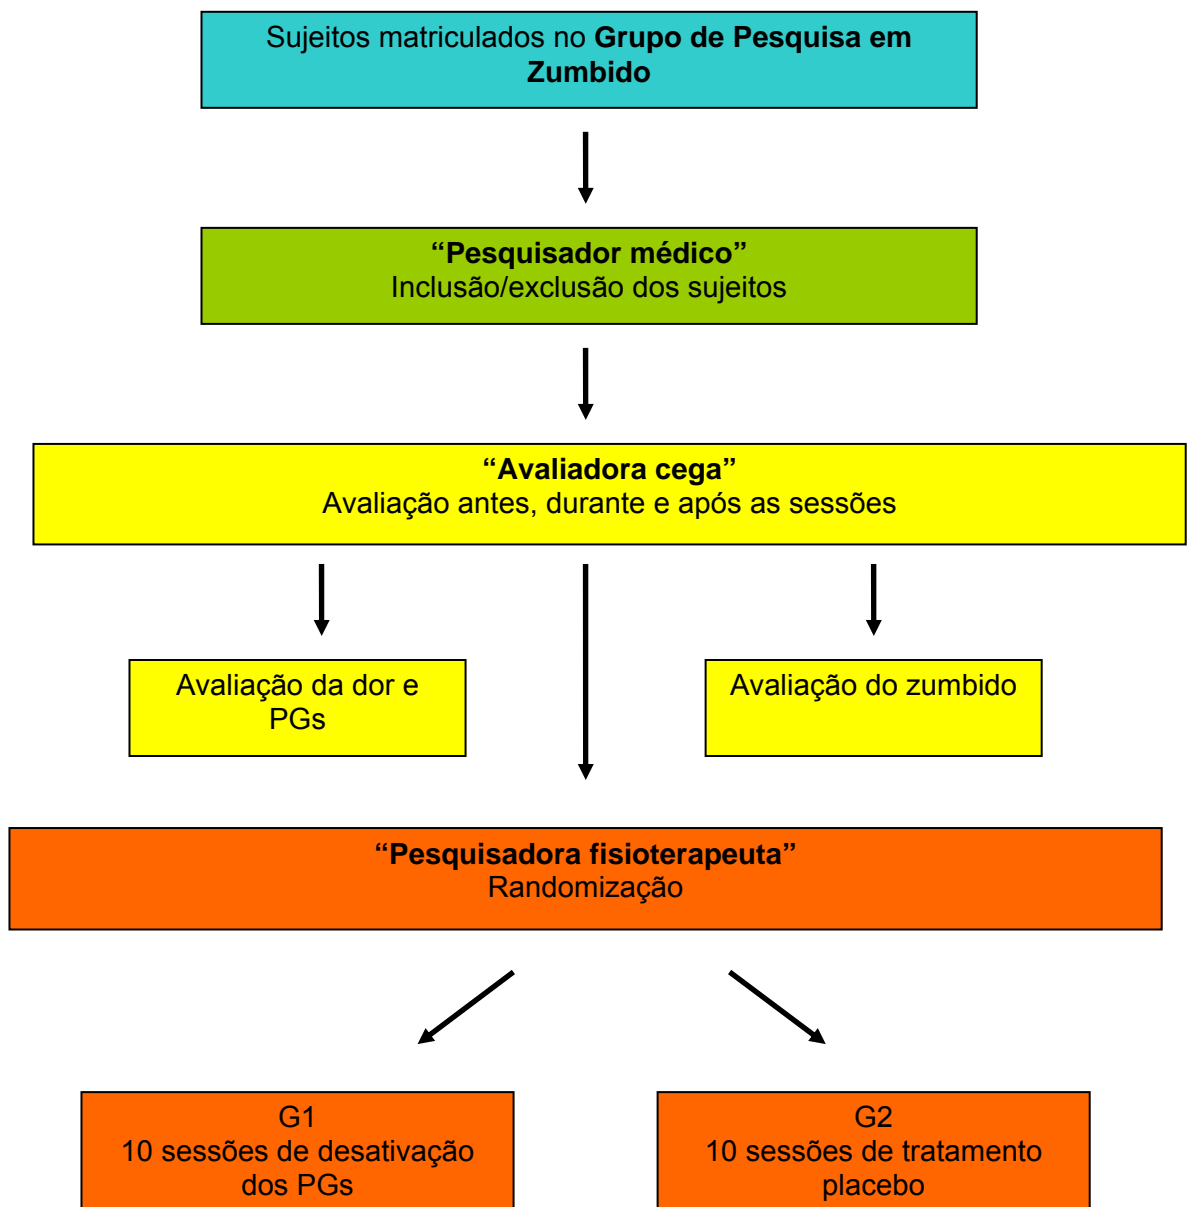 Sujeitos matriculados no Grupo de Pesquisa em
Zumbido
“Pesquisador médico”
Inclusão/exclusão dos sujeitos
“Avaliadora cega”
Avaliação antes, durante e após as sessões
Avaliação da dor e
PGs
Avaliação do zumbido
“Pesquisadora fisioterapeuta”
Randomização
G1
10 sessões de desativação
dos PGs
G2
10 sessões de tratamento
placebo